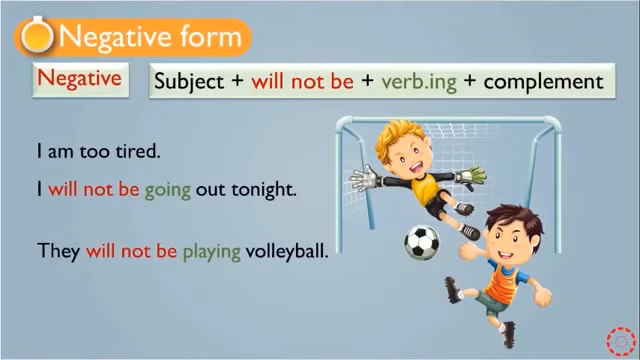 Negative form
Negative
Subject + will not be + verb.ing + complement
I am too tired.
I will not be going out tonight.
They will not be playing volleyball.